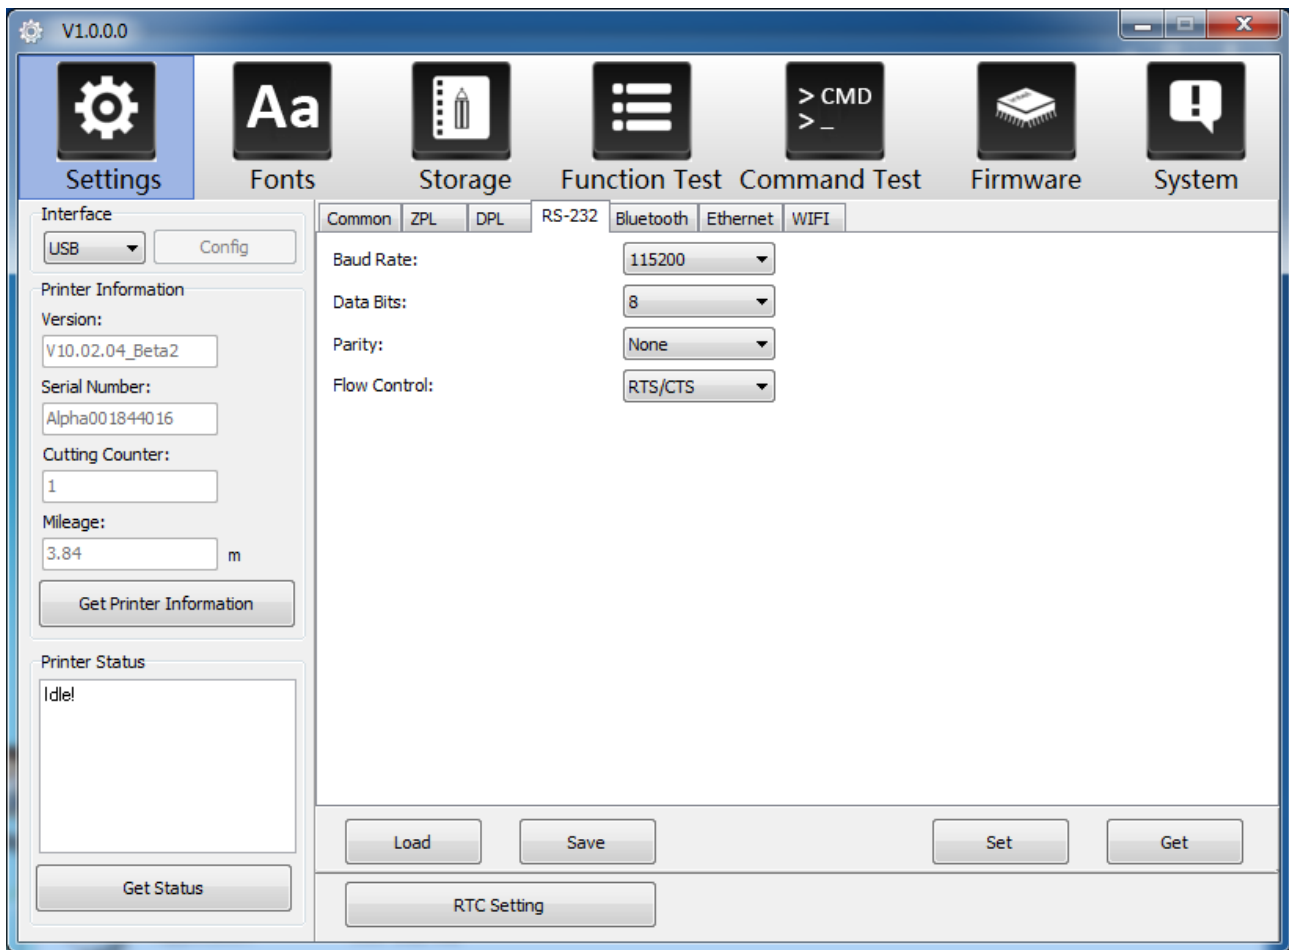 V1.0.0.0
Aa
> CMD
> _
Settings
Fonts
Storage
Function Test
Command Test
Firmware
System
Interface
USB
Config
Printer Information
Version:
V10.02.04_Beta2
Serial Number:
Alpha001844016
Cutting Counter:
1
Mileage:
3.84 m
Get Printer Information
Printer Status
Idle!
Get Status
Common ZPL DPL RS-232 Bluetooth Ethernet WIFI
Baud Rate: 115200
Data Bits: 8
Parity: None
Flow Control: RTS/CTS
Load Save Set Get
RTC Setting